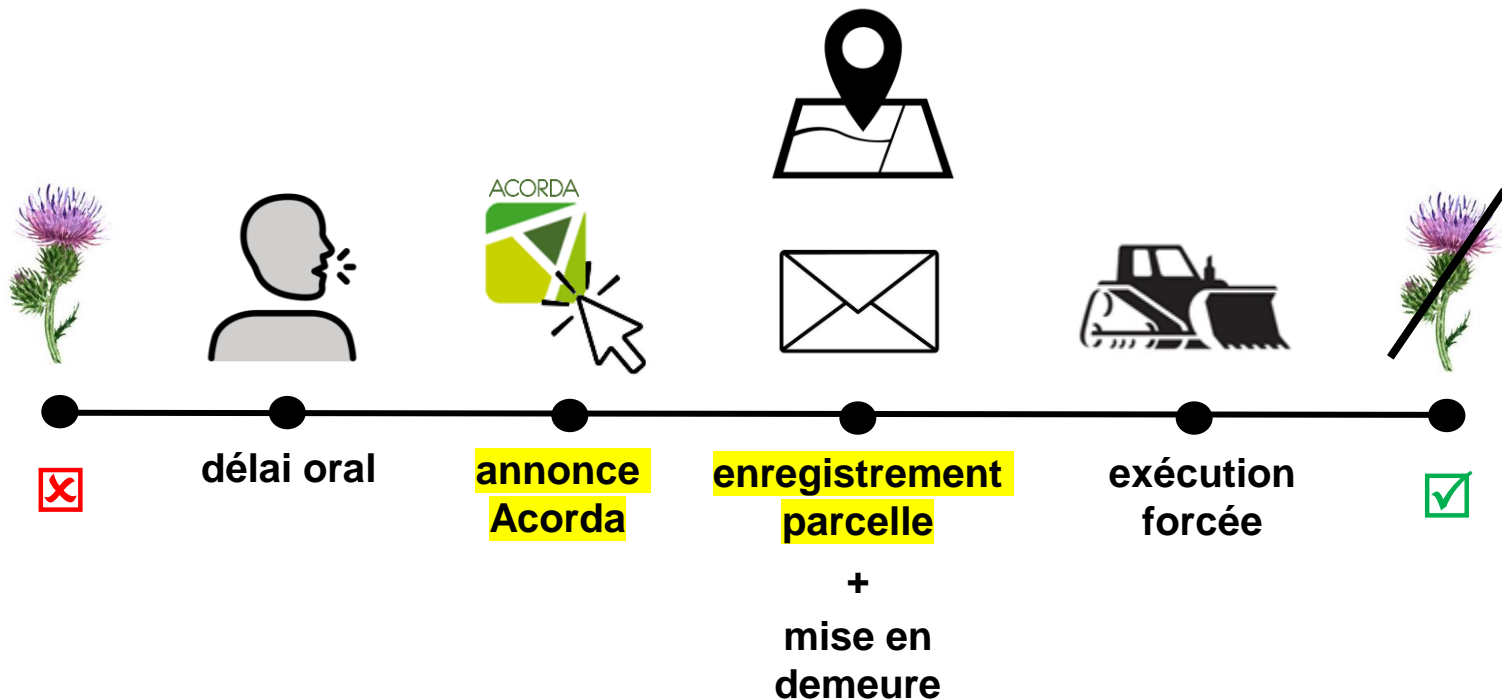 ACORDA
délai oral
annonce
Acorda
enregistrement
parcelle
+
mise en
demeure
exécution
forcée